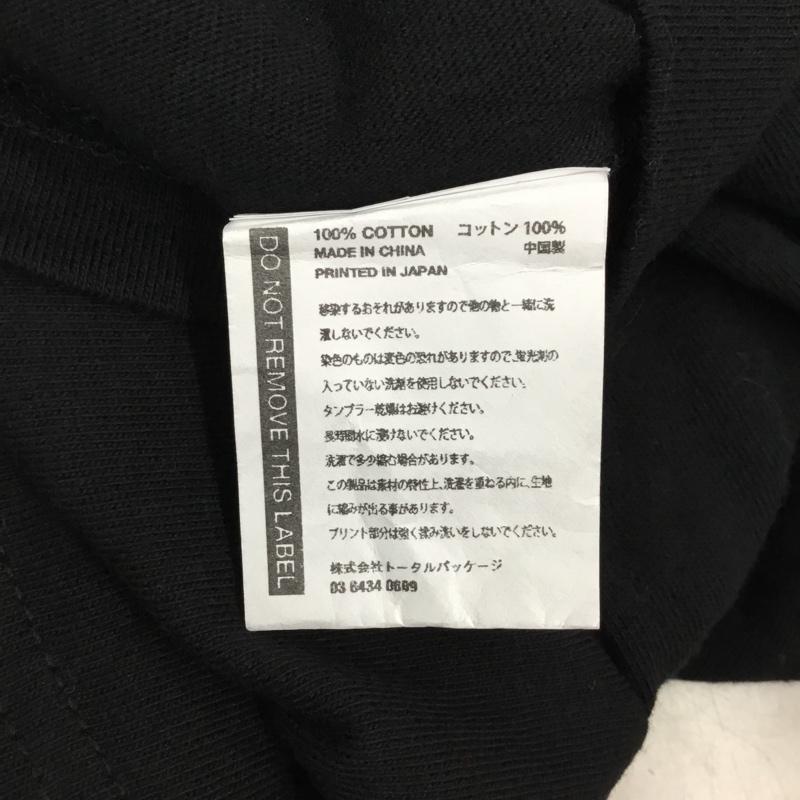 100% COTTON コットン 100%
MADE IN CHINA 中国製
PRINTED IN JAPAN
移染するおそれがありますので他の物と一緒に洗
濯しないでください。
染色のものは変色の恐れがありますので、蛍光剤の
入っていない洗剤を使用しないでください。
タンブラー乾燥はお避けください。
長時間水に浸けないでください。
洗濯で多少縮む場合があります。
この製品は素材の特性上、洗濯を重ねる内に、生地
に縮みが出る事があります。
プリント部分は強く揉み洗いをしないでください。
株式会社トータルパッケージ
03 6434 0609
DO NOT REMOVE THIS LABEL